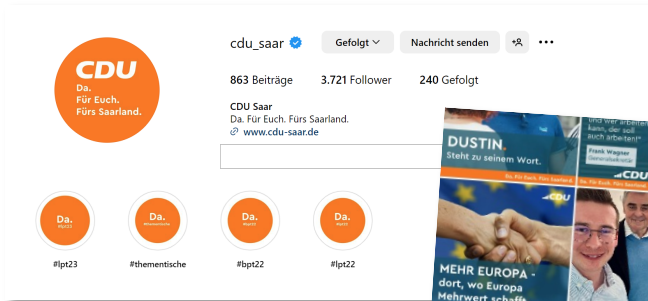 cdu_saar
Gefolgt
Nachricht senden
863 Beiträge 3.721 Follower 240 Gefolgt
CDU Saar
Da. Für Euch. Fürs Saarland.
www.cdu-saar.de
CDU
Da.
Für Euch.
Fürs Saarland.
Da.
#lpt23
Da.
#thementische
Da.
#bpt22
Da.
#lpt22
DUSTIN.
Steht zu seinem Wort.
Da. Für Euch. Fürs Saarland.
und wer arbeiten
kann, der soll
auch arbeiten!"
Frank Wagner
Generalsekretär
CDU
Da. Für Euch. Fürs Saarland.
CDU
MEHR EUROPA -
dort, wo Europa
Mehrwert schafft